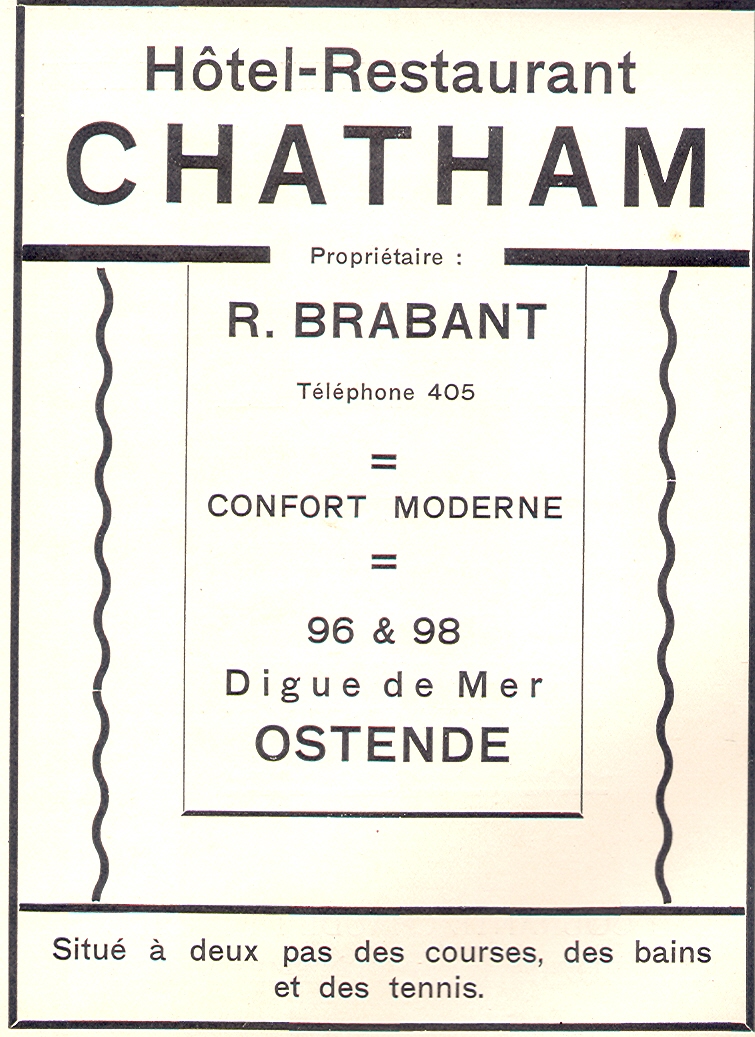 Hôtel-Restaurant
CHATHAM
Propriétaire :
R. BRABANT
Téléphone 405
=
CONFORT MODERNE
=
96 & 98
Digue de Mer
OSTENDE
Situé à deux pas des courses, des bains
et des tennis.